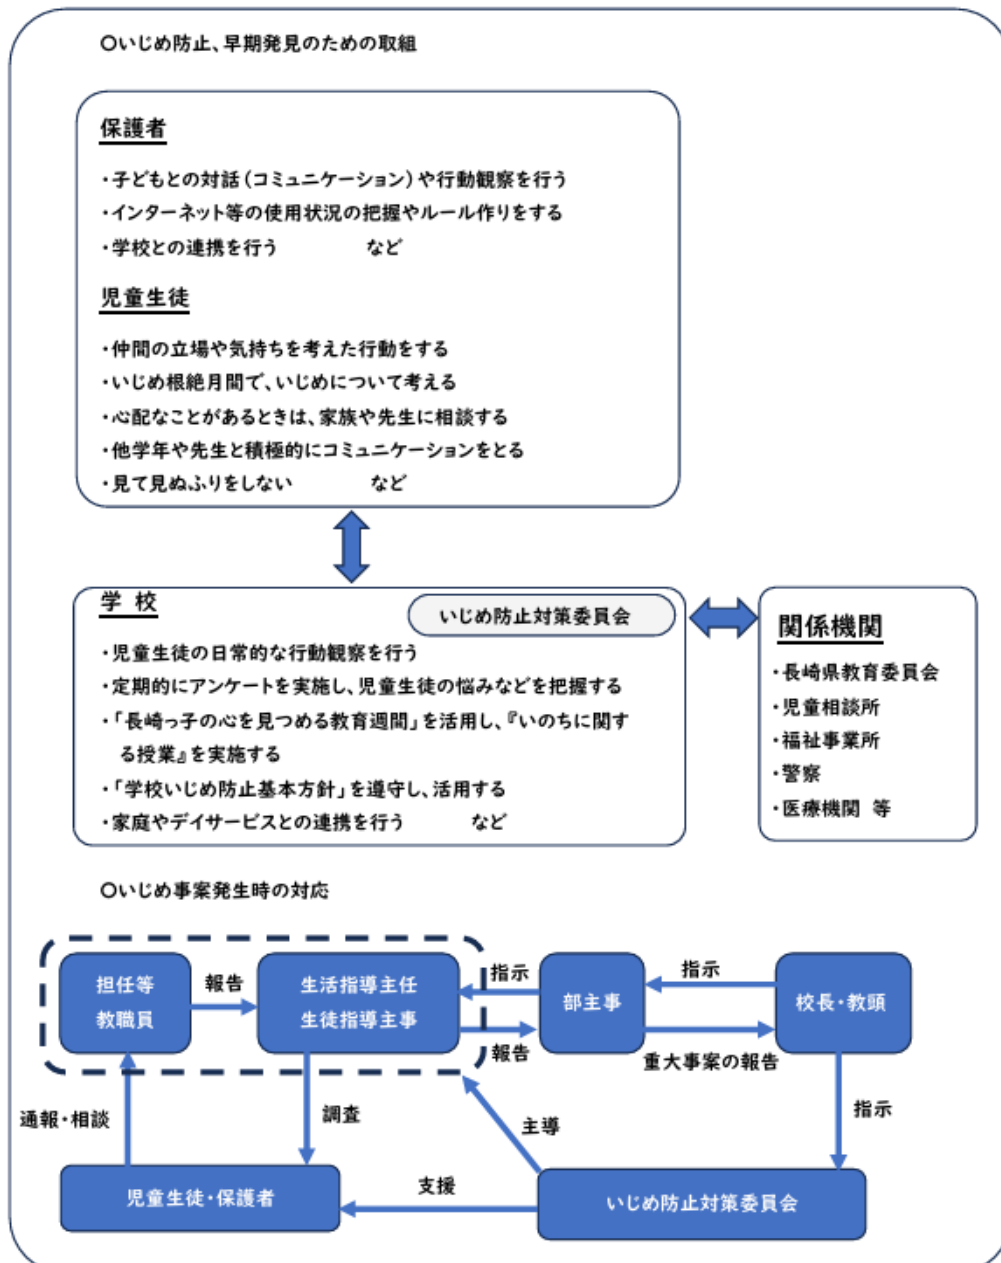 〇いじめ防止、早期発見のための取組
保護者
・子どもとの対話(コミュニケーション)や行動観察を行う
・インターネット等の使用状況の把握やルール作りをする
・学校との連携を行う　　　　など
児童生徒
・仲間の立場や気持ちを考えた行動をする
・いじめ根絶月間で、いじめについて考える
・心配なことがあるときは、家族や先生に相談する
・他学年や先生と積極的にコミュニケーションをとる
・見て見ぬふりをしない　　　など
学 校
いじめ防止対策委員会
・児童生徒の日常的な行動観察を行う
・定期的にアンケートを実施し、児童生徒の悩みなどを把握する
・「長崎っ子の心を見つめる教育週間」を活用し、『いのちに関す
る授業』を実施する
・「学校いじめ防止基本方針」を遵守し、活用する
・家庭やデイサービスとの連携を行う　　　など
関係機関
・長崎県教育委員会
・児童相談所
・福祉事業所
・警察
・医療機関 等
〇いじめ事案発生時の対応
担任等
教職員
報告
生活指導主任
生徒指導主事
指示
報告
部主事
指示
重大事案の報告
校長・教頭
通報・相談
調査
主導
指示
児童生徒・保護者
支援
いじめ防止対策委員会